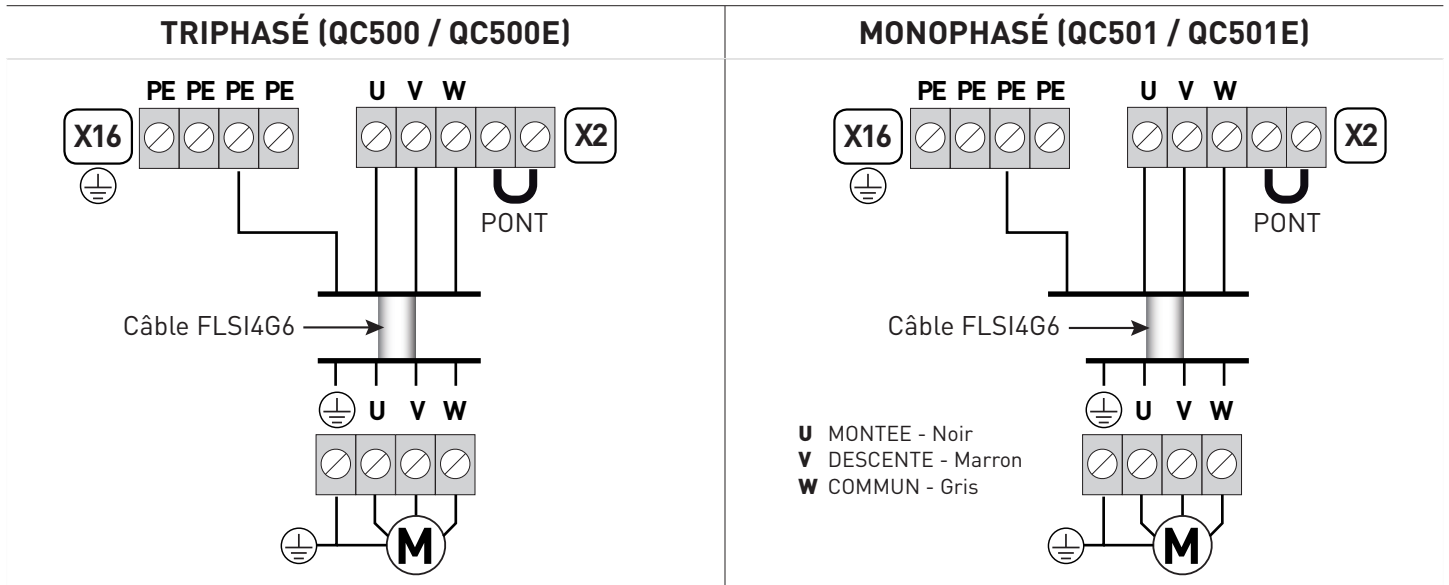 TRIPHASÉ (QC500 / QC500E)
PE PE PE PE
U V W
X16
X2
PONT
Câble FLSI4G6
U V W
M
MONOPHASÉ (QC501 / QC501E)
PE PE PE PE
U V W
X16
X2
PONT
Câble FLSI4G6
U V W
U MONTEE - Noir
V DESCENTE - Marron
W COMMUN - Gris
M